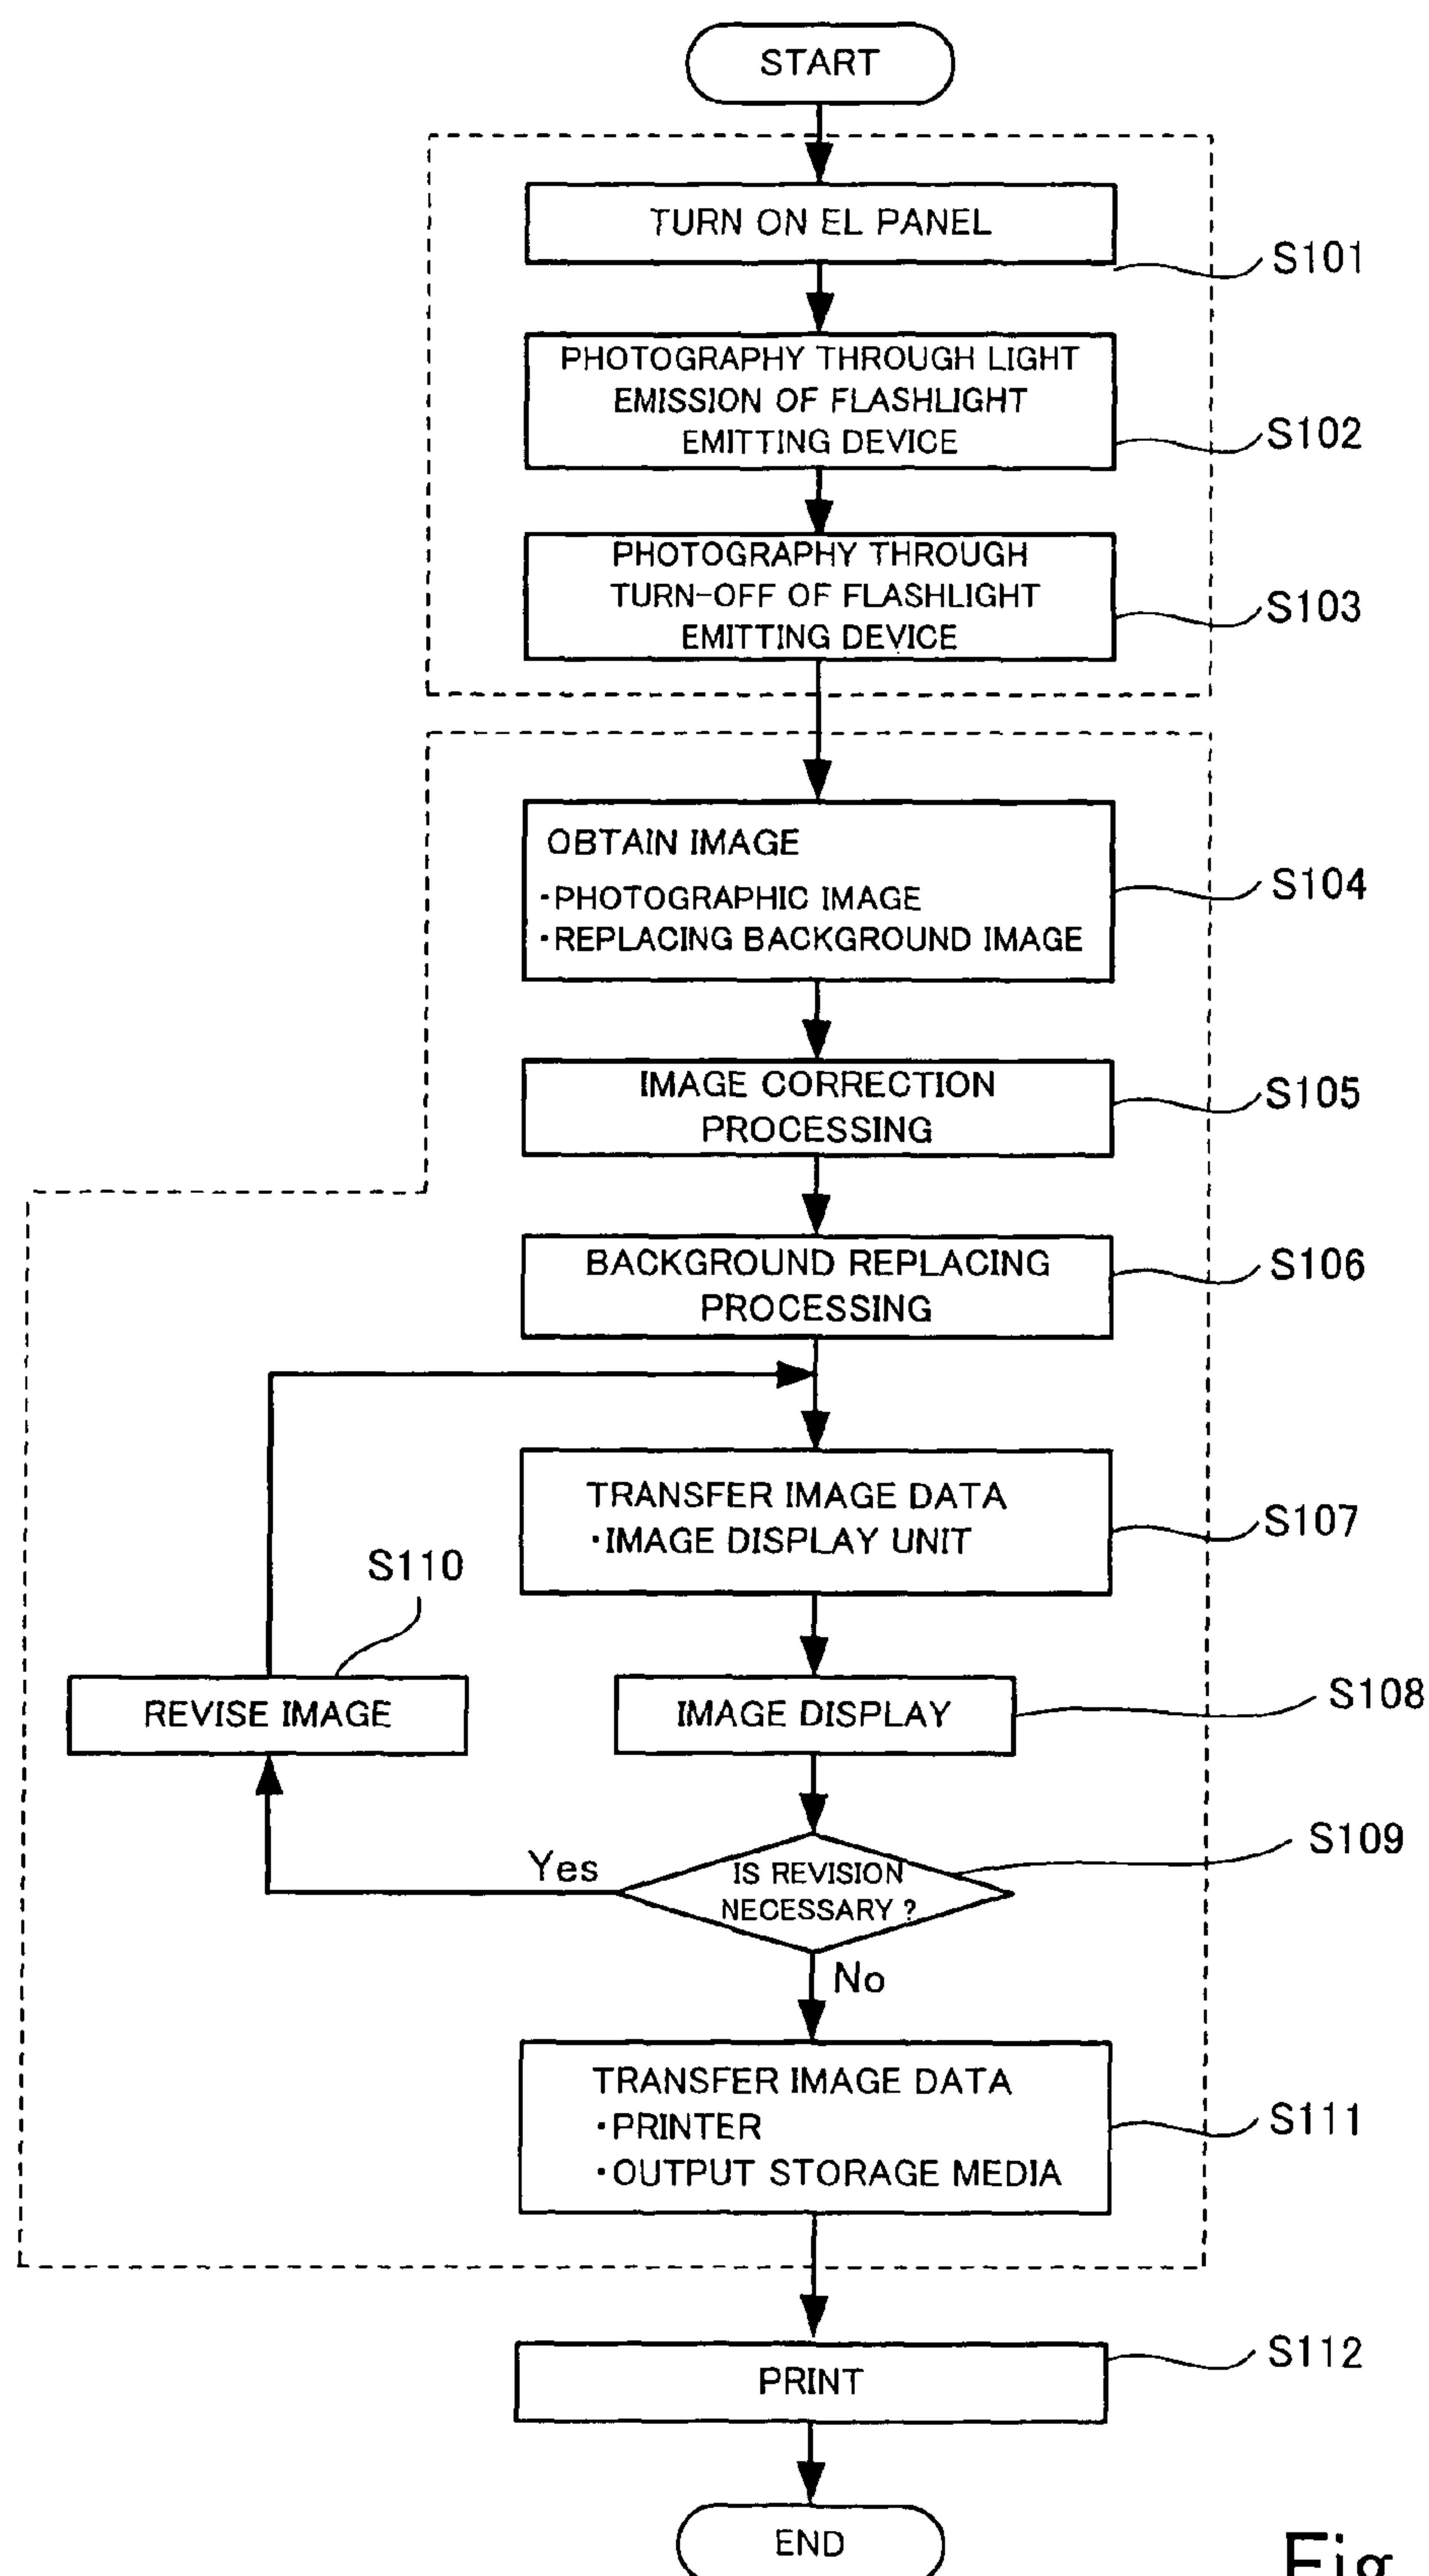 START
TURN ON EL PANEL
S101
PHOTOGRAPHY THROUGH LIGHT
EMISSION OF FLASHLIGHT
EMITTING DEVICE
S102
PHOTOGRAPHY THROUGH
TURN-OFF OF FLASHLIGHT
EMITTING DEVICE
S103
OBTAIN IMAGE
・PHOTOGRAPHIC IMAGE
・REPLACING BACKGROUND IMAGE
S104
IMAGE CORRECTION
PROCESSING
S105
BACKGROUND REPLACING
PROCESSING
S106
TRANSFER IMAGE DATA
・IMAGE DISPLAY UNIT
S107
S110
REVISE IMAGE
IMAGE DISPLAY
S108
Yes
IS REVISION
NECESSARY ?
S109
No
TRANSFER IMAGE DATA
・PRINTER
・OUTPUT STORAGE MEDIA
S111
PRINT
S112
END
Fig